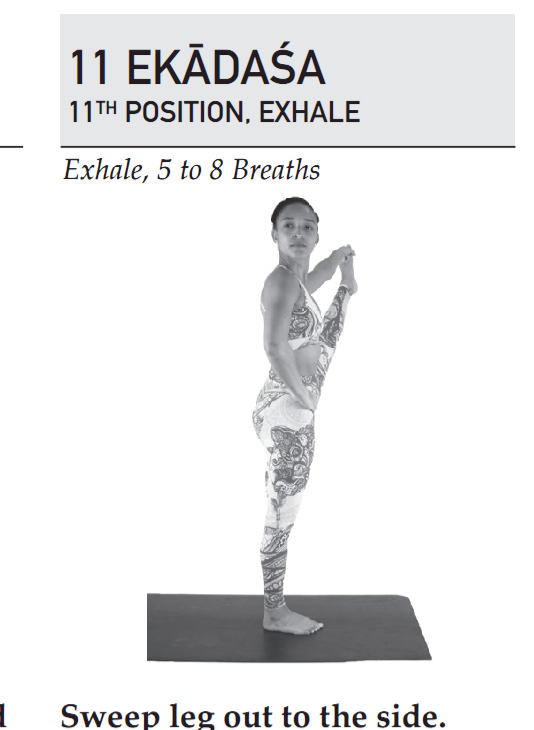 11 EKĀDAŚA
11TH POSITION, EXHALE
Exhale, 5 to 8 Breaths
Sweep leg out to the side.